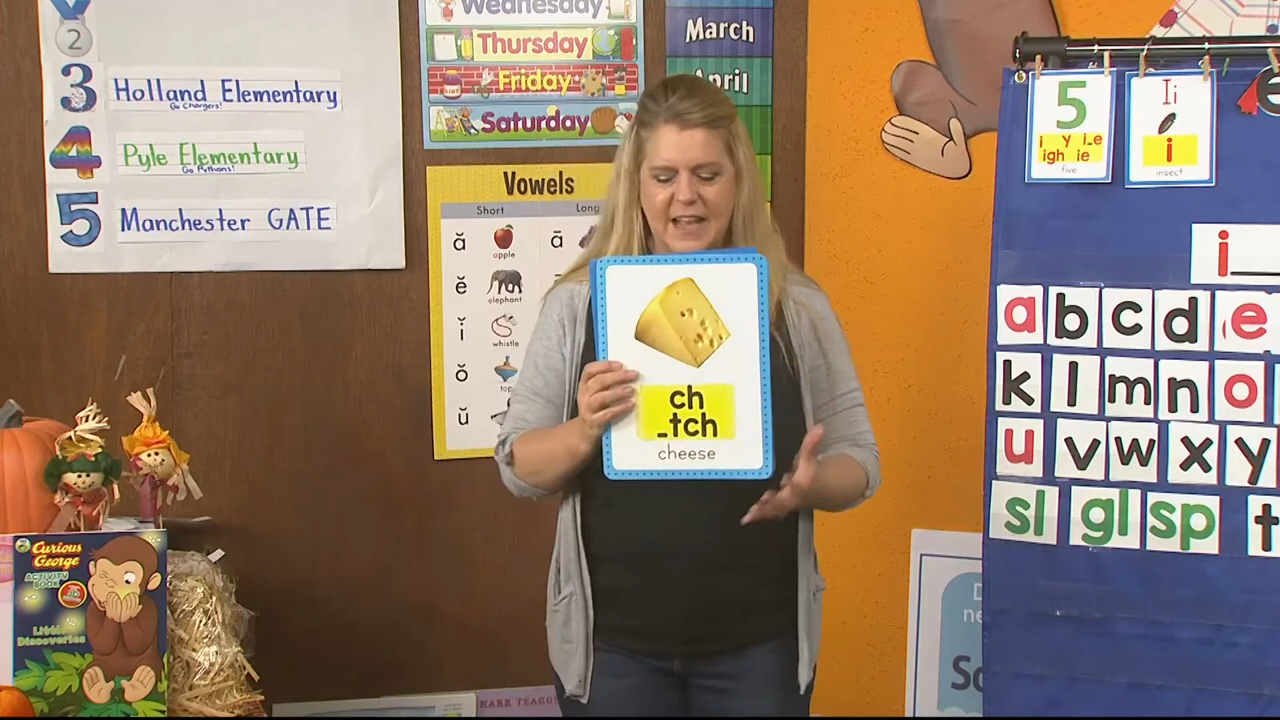 2
3 Holland Elementary
Go Chargers!
4 Pyle Elementary
Go Pythons!
5 Manchester GATE
Wednesday
Thursday
Friday
Saturday
March
April
Vowels
Short
ă apple
ĕ elephant
ĭ whistle
ŏ top
ŭ
ā
ch
_tch
cheese
5
i y i_e
igh ie
five
Ii
i
insect
i
a b c d e
k l m n o
u v w x y
sl gl sp t
Curious
George
ACTIVITY
BOOK
Little
Discoveries
MARK